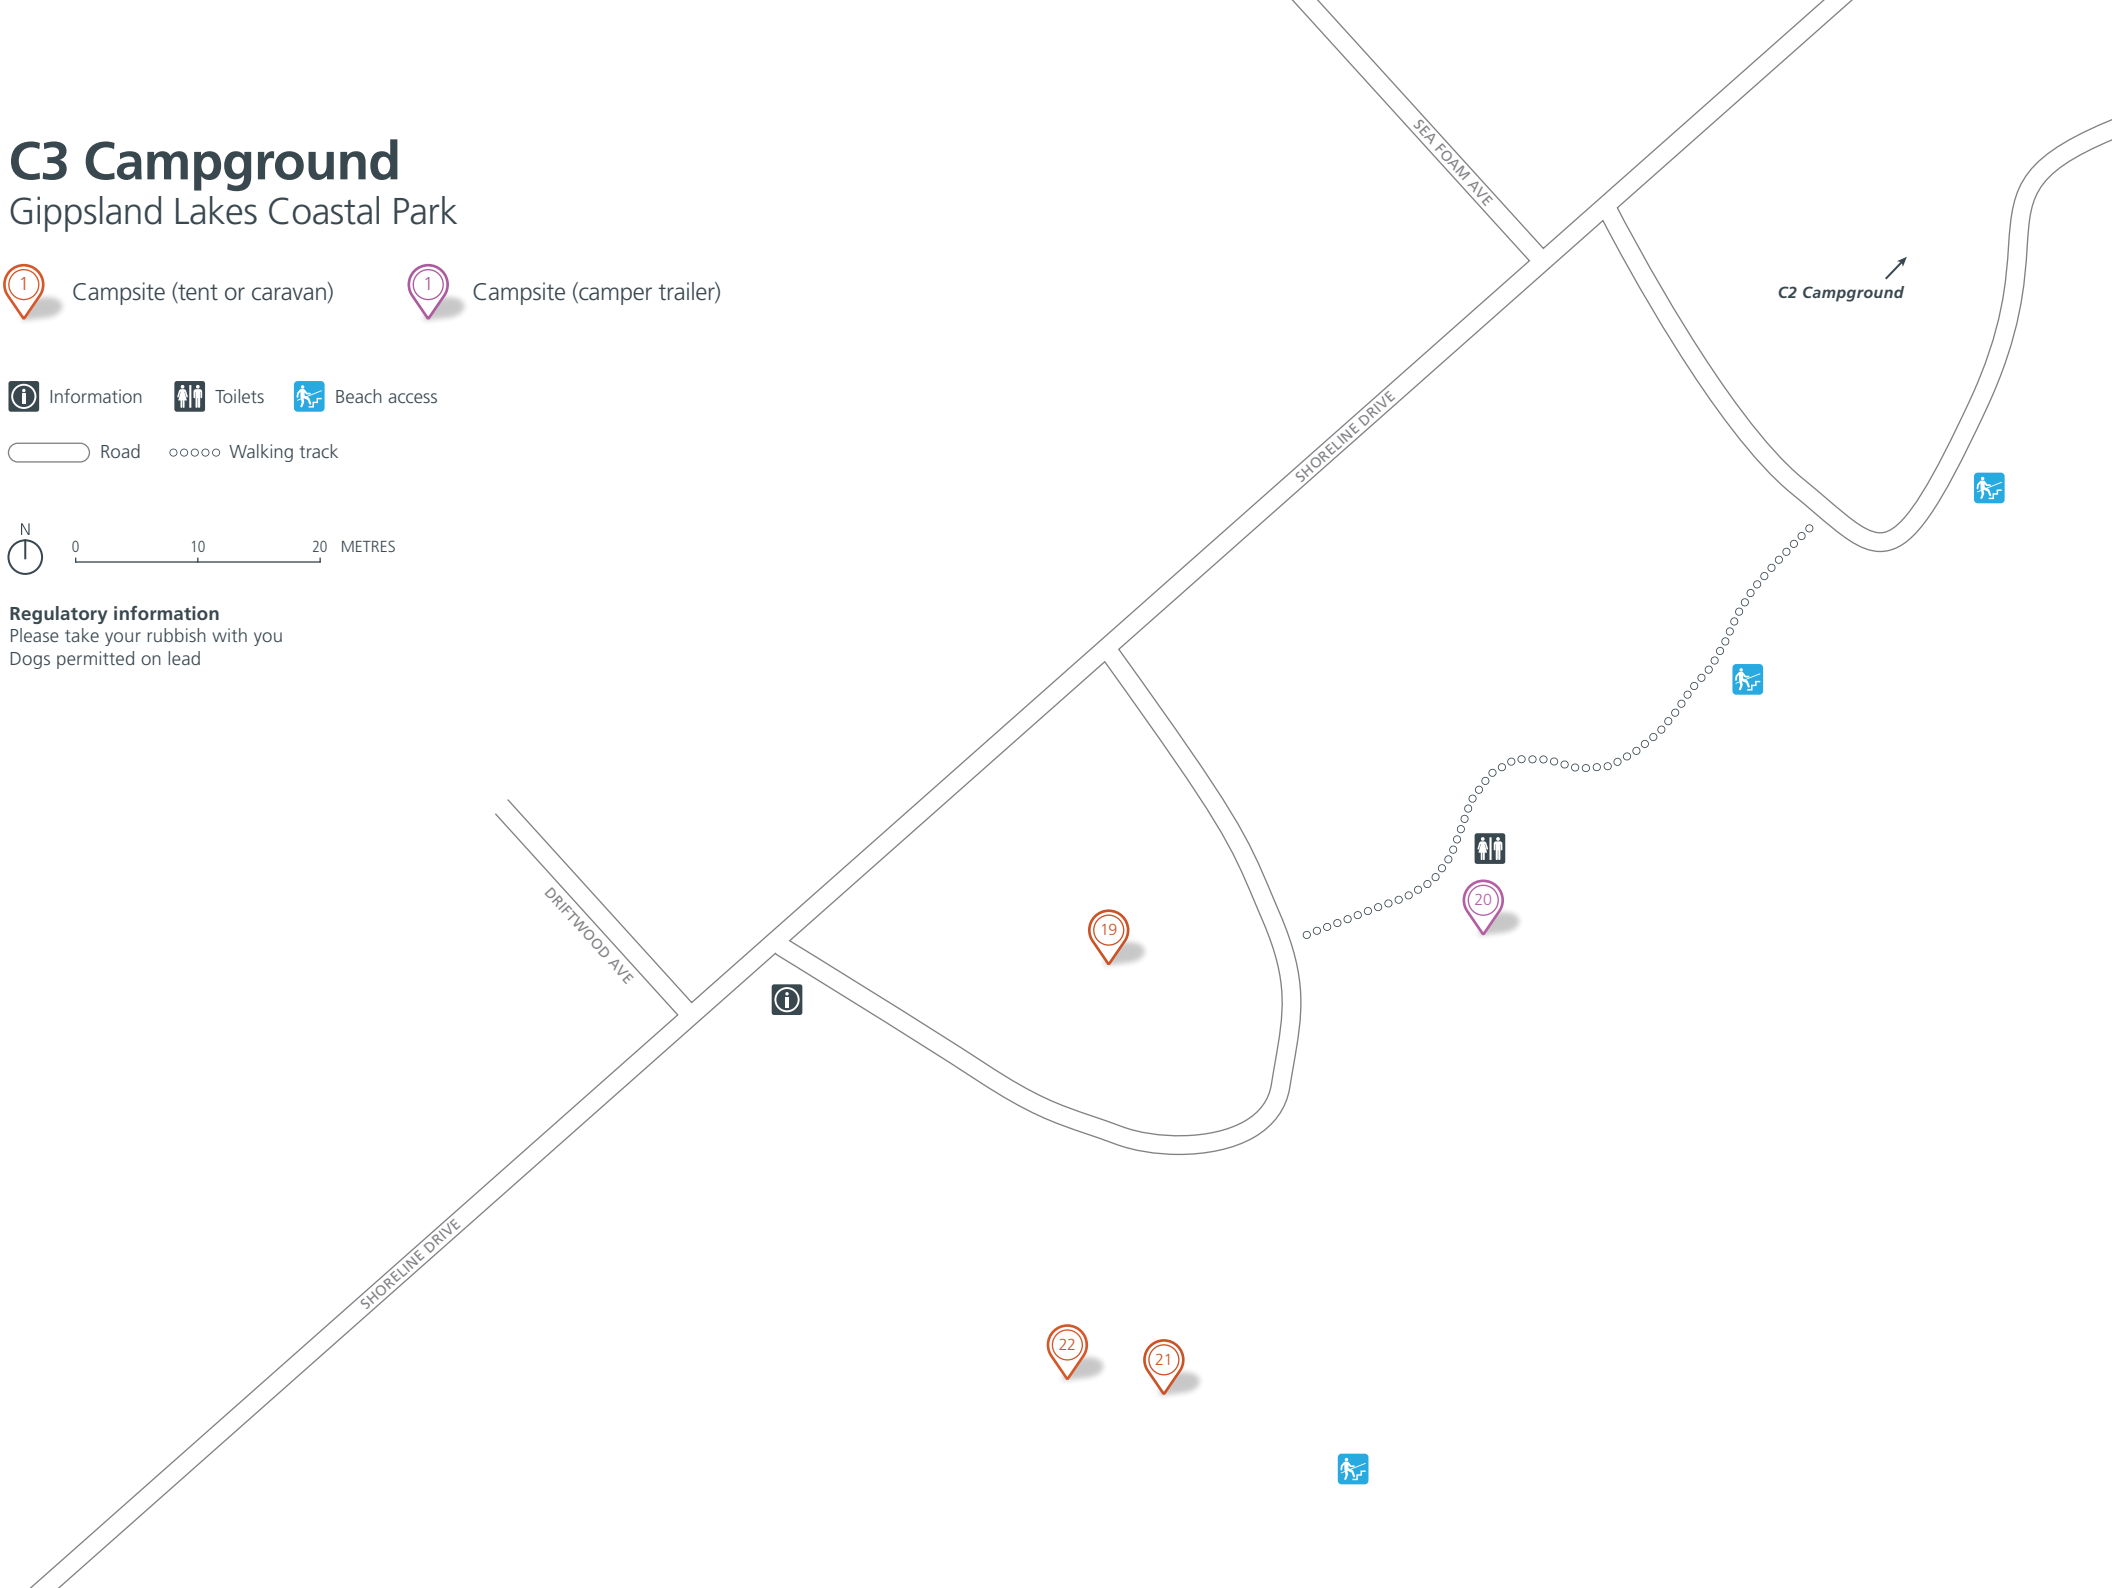 C3 Campground
Gippsland Lakes Coastal Park
1 Campsite (tent or caravan)
1 Campsite (camper trailer)
Information
Toilets
Beach access
Road
Walking track
N
0 10 20 METRES
Regulatory information
Please take your rubbish with you
Dogs permitted on lead
SEA FOAM AVE
C2 Campground
SHORELINE DRIVE
DRIFTWOOD AVE
19
20
SHORELINE DRIVE
22
21